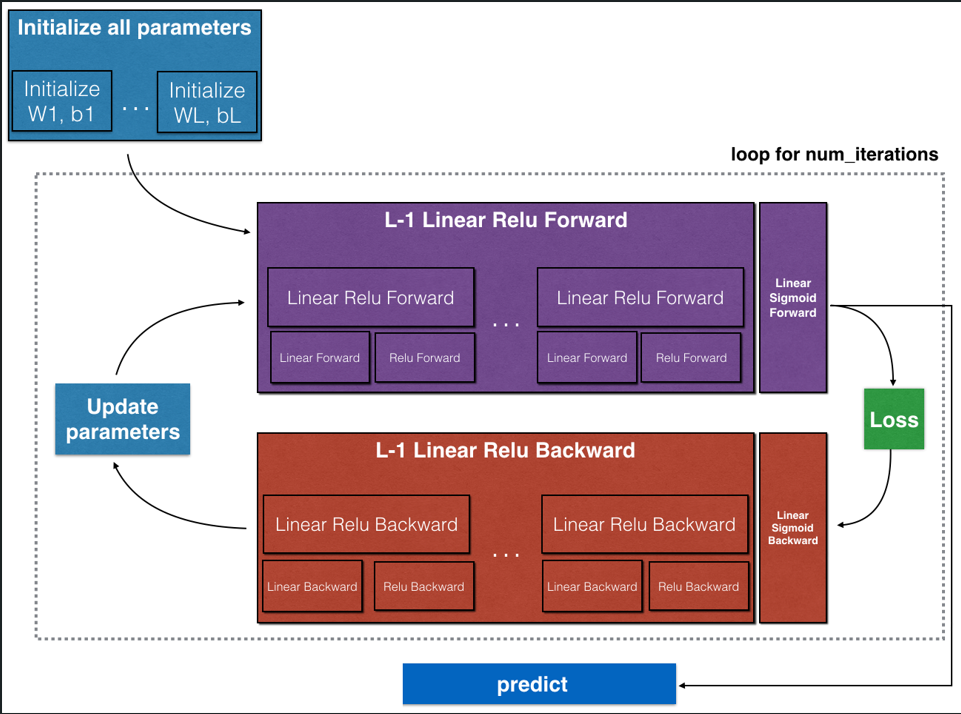 Initialize all parameters
Initialize
W1, b1
. . .
Initialize
WL, bL
loop for num_iterations
L-1 Linear Relu Forward
Linear Relu Forward
. . .
Linear Relu Forward
Linear Forward
Relu Forward
Linear Forward
Relu Forward
Linear
Sigmoid
Forward
Update
parameters
Loss
L-1 Linear Relu Backward
Linear Relu Backward
. . .
Linear Relu Backward
Linear Backward
Relu Backward
Linear Backward
Relu Backward
Linear
Sigmoid
Backward
predict